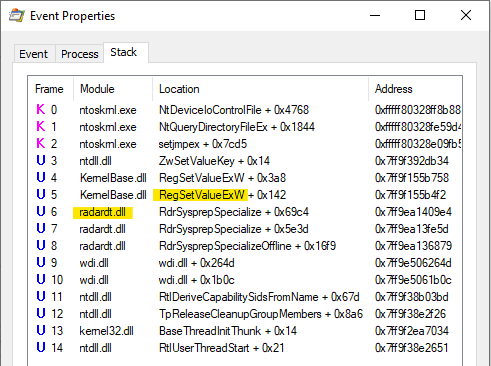 Event Properties
Event Process Stack
Frame Module Location Address
K 0 ntoskrnl.exe NtDeviceIoControlFile + 0x4768 0xfffff80328ff8b88
K 1 ntoskrnl.exe NtQueryDirectoryFileEx + 0x1844 0xfffff80328fe59d4
K 2 ntoskrnl.exe setjmpex + 0x7cd5 0xfffff80328e09fb5
U 3 ntdll.dll ZwSetValueKey + 0x14 0x7ff9f392db34
U 4 KernelBase.dll RegSetValueExW + 0x3a8 0x7ff9f155b758
U 5 KernelBase.dll RegSetValueExW + 0x142 0x7ff9f155b4f2
U 6 radardt.dll RdrSysprepSpecialize + 0x69c4 0x7ff9ea1409e4
U 7 radardt.dll RdrSysprepSpecialize + 0x5e3d 0x7ff9ea13fe5d
U 8 radardt.dll RdrSysprepSpecializeOffline + 0x16f9 0x7ff9ea136879
U 9 wdi.dll wdi.dll + 0x264d 0x7ff9e506264d
U 10 wdi.dll wdi.dll + 0x1b0c 0x7ff9e5061b0c
U 11 ntdll.dll RtlDeriveCapabilitySidsFromName + 0x67d 0x7ff9f38b03bd
U 12 ntdll.dll TpReleaseCleanupGroupMembers + 0x8a6 0x7ff9f38e2f26
U 13 kernel32.dll BaseThreadInitThunk + 0x14 0x7ff9f2ea7034
U 14 ntdll.dll RtlUserThreadStart + 0x21 0x7ff9f38e2651